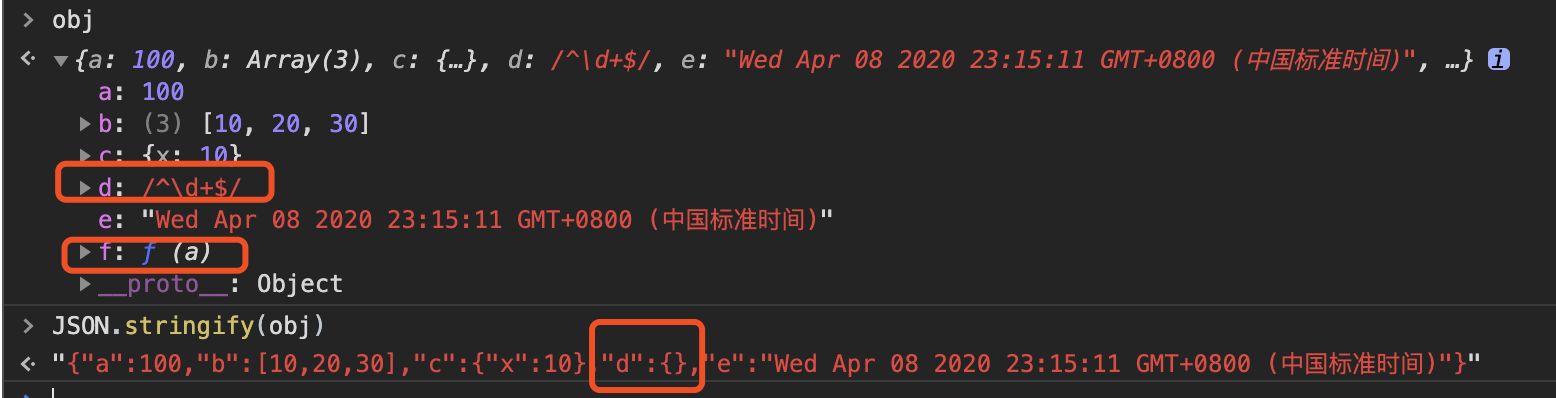 > obj
{a: 100, b: Array(3), c: {…}, d: /^\d+$/, e: "Wed Apr 08 2020 23:15:11 GMT+0800 (中国标准时间)", …} i
a: 100
b: (3) [10, 20, 30]
c: {x: 10}
d: /^\d+$/
e: "Wed Apr 08 2020 23:15:11 GMT+0800 (中国标准时间)"
f: ƒ (a)
__proto__: Object
> JSON.stringify(obj)
"{"a":100,"b":[10,20,30],"c":{"x":10},"d":{},"e":"Wed Apr 08 2020 23:15:11 GMT+0800 (中国标准时间)"}"